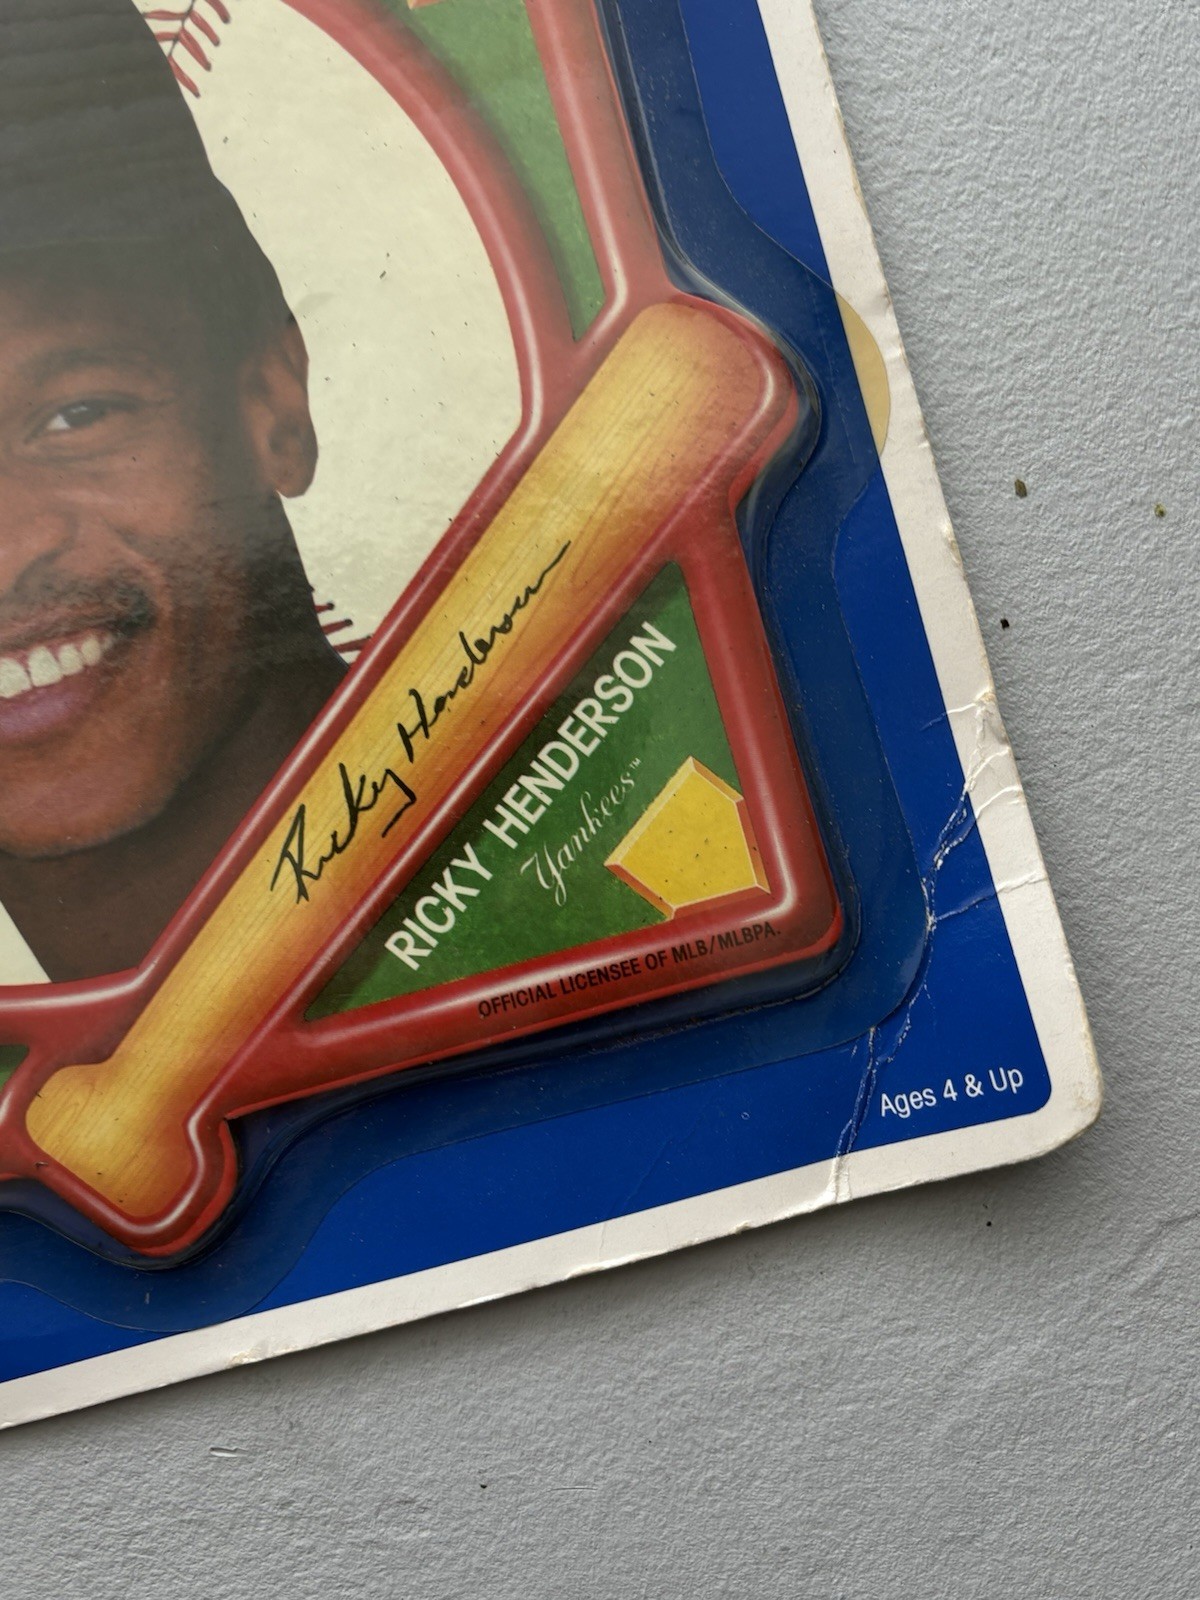 Ricky Henderson
RICKY HENDERSON
Yankees™
OFFICIAL LICENSEE OF MLB/MLBPA.
Ages 4 & Up